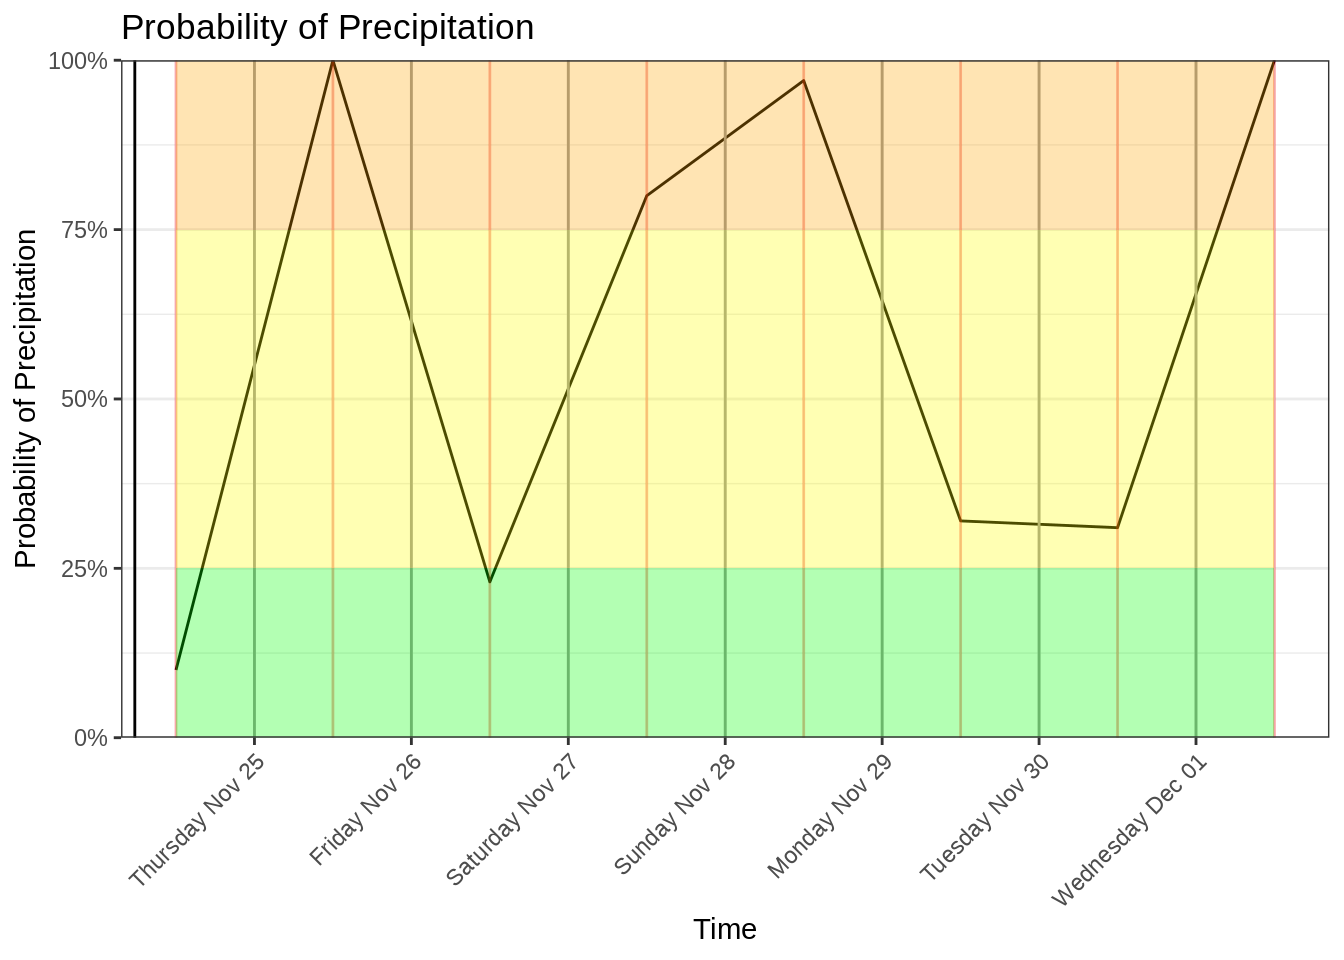 Probability of Precipitation
100%
75%
50%
25%
0%
Probability of Precipitation
Thursday Nov 25
Friday Nov 26
Saturday Nov 27
Sunday Nov 28
Monday Nov 29
Tuesday Nov 30
Wednesday Dec 01
Time